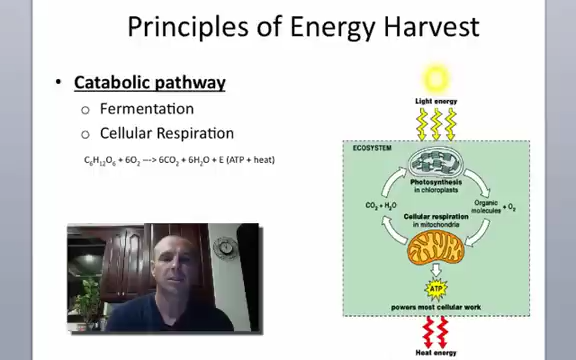 Principles of Energy Harvest
• Catabolic pathway
o Fermentation
o Cellular Respiration
C6H12O6 + 6O2 ---> 6CO2 + 6H2O + E (ATP + heat)
Light energy
ECOSYSTEM
Photosynthesis
in chloroplasts
CO2 + H2O
Organic
molecules + O2
Cellular respiration
in mitochondria
ATP
powers most cellular work
Heat energy